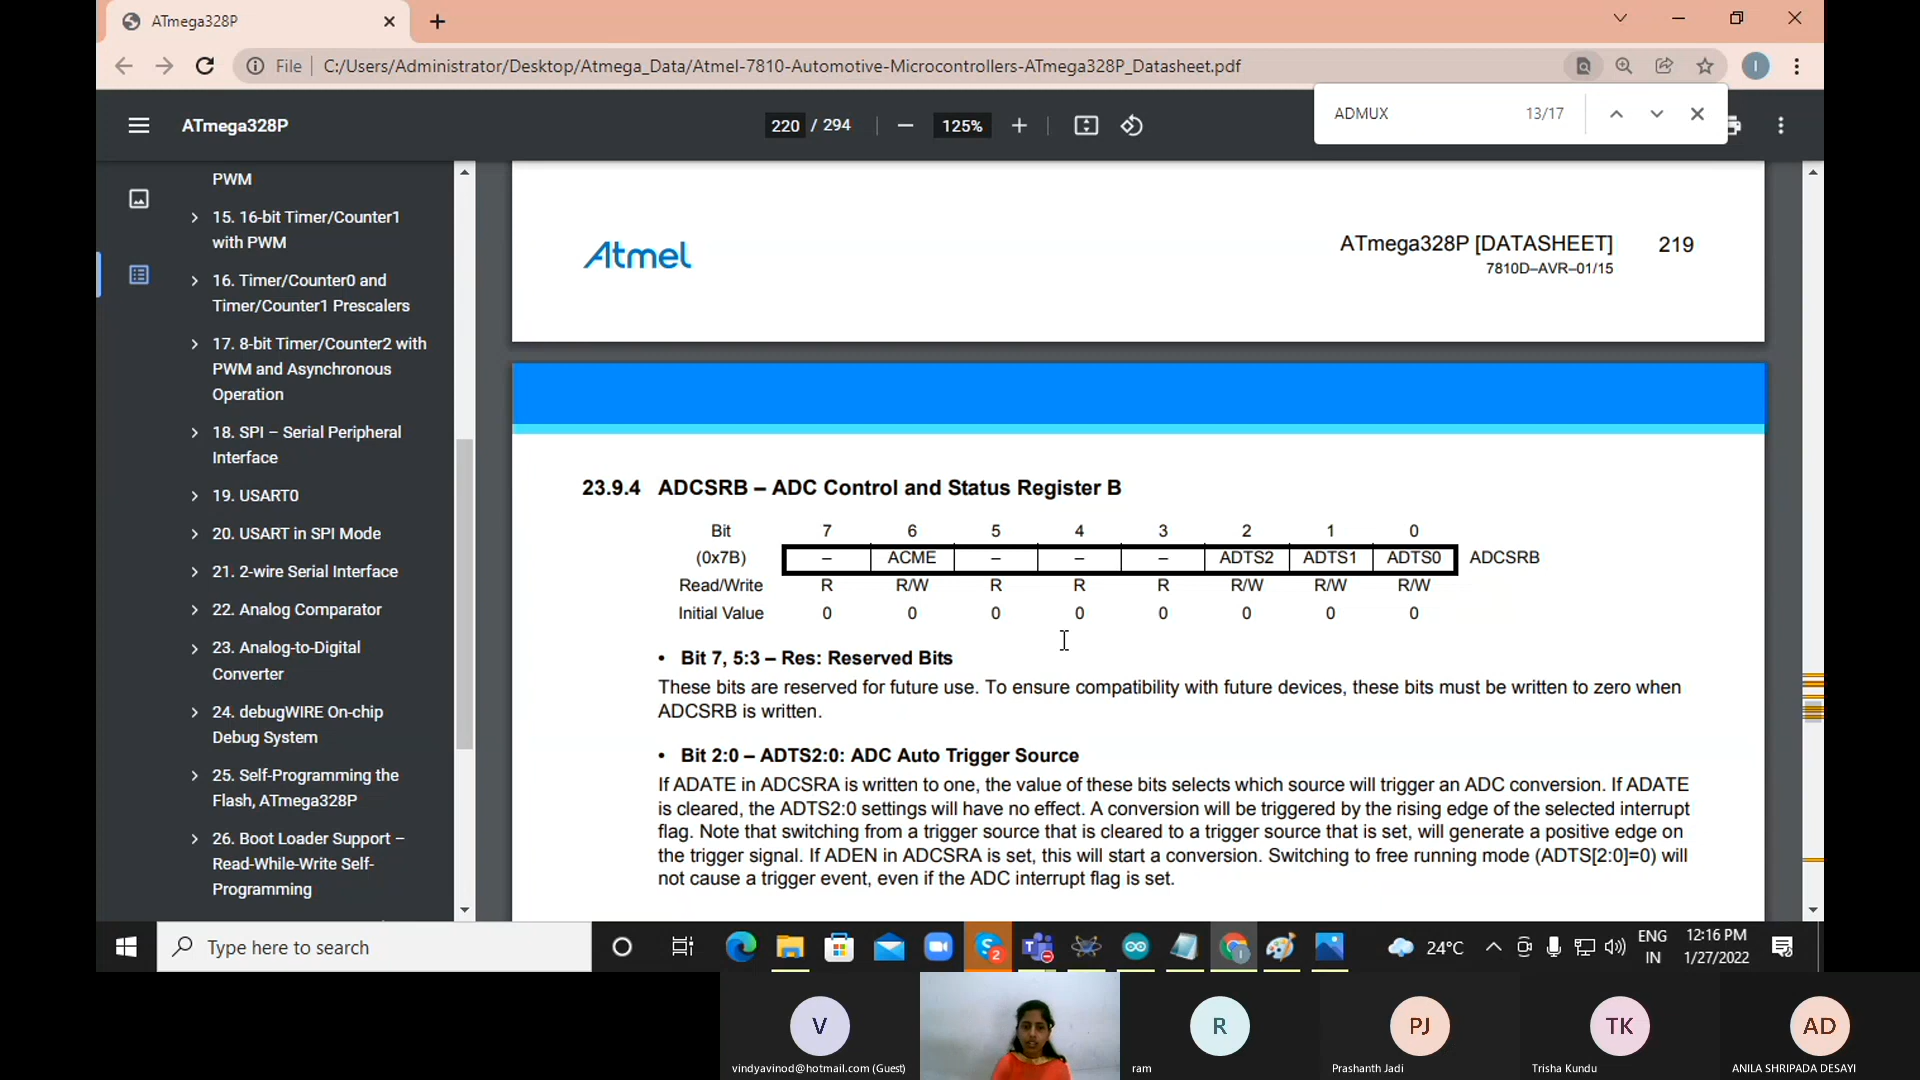 ATmega328P
File C:/Users/Administrator/Desktop/Atmega_Data/Atmel-7810-Automotive-Microcontrollers-ATmega328P_Datasheet.pdf
ADMUX 13/17
ATmega328P
220 / 294
125%
PWM
15. 16-bit Timer/Counter1
with PWM
16. Timer/Counter0 and
Timer/Counter1 Prescalers
17. 8-bit Timer/Counter2 with
PWM and Asynchronous
Operation
18. SPI – Serial Peripheral
Interface
19. USART0
20. USART in SPI Mode
21. 2-wire Serial Interface
22. Analog Comparator
23. Analog-to-Digital
Converter
24. debugWIRE On-chip
Debug System
25. Self-Programming the
Flash, ATmega328P
26. Boot Loader Support –
Read-While-Write Self-
Programming
Atmel
ATmega328P [DATASHEET] 219
7810D–AVR–01/15
23.9.4 ADCSRB – ADC Control and Status Register B
Bit 7 6 5 4 3 2 1 0
(0x7B) – ACME – – – ADTS2 ADTS1 ADTS0 ADCSRB
Read/Write R R/W R R R R/W R/W R/W
Initial Value 0 0 0 0 0 0 0 0
• Bit 7, 5:3 – Res: Reserved Bits
These bits are reserved for future use. To ensure compatibility with future devices, these bits must be written to zero when
ADCSRB is written.
• Bit 2:0 – ADTS2:0: ADC Auto Trigger Source
If ADATE in ADCSRA is written to one, the value of these bits selects which source will trigger an ADC conversion. If ADATE
is cleared, the ADTS2:0 settings will have no effect. A conversion will be triggered by the rising edge of the selected interrupt
flag. Note that switching from a trigger source that is cleared to a trigger source that is set, will generate a positive edge on
the trigger signal. If ADEN in ADCSRA is set, this will start a conversion. Switching to free running mode (ADTS[2:0]=0) will
not cause a trigger event, even if the ADC interrupt flag is set.
Type here to search
24°C
ENG
IN
12:16 PM
1/27/2022
V
R
PJ
TK
AD
vindyavinod@hotmail.com (Guest)
ram
Prashanth Jadi
Trisha Kundu
ANILA SHRIPADA DESAYI